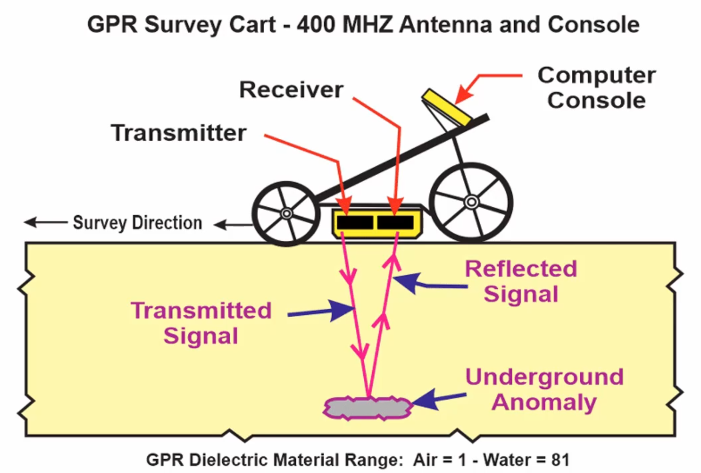 GPR Survey Cart - 400 MHZ Antenna and Console
Computer
Console
Receiver
Transmitter
Survey Direction
Reflected
Signal
Transmitted
Signal
Underground
Anomaly
GPR Dielectric Material Range: Air = 1 - Water = 81